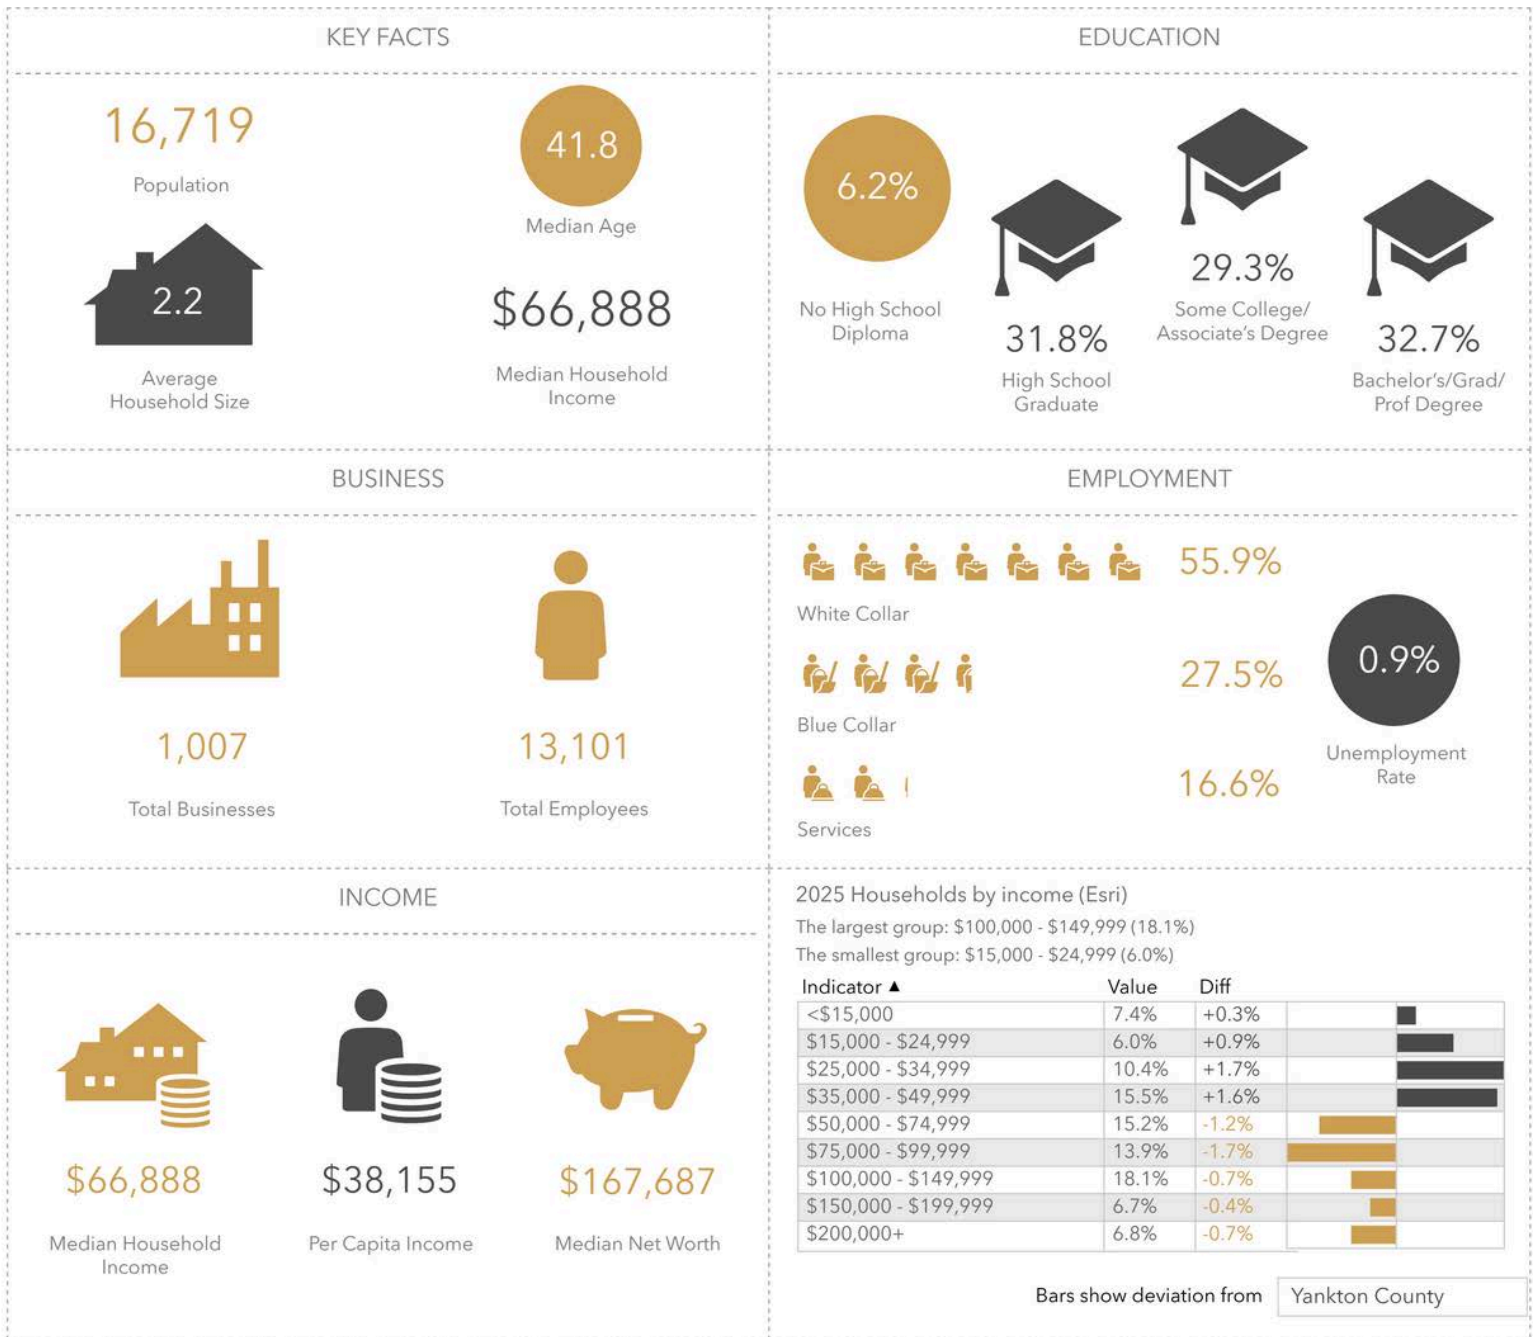 KEY FACTS
16,719
Population
41.8
Median Age
2.2
Average
Household Size
$66,888
Median Household
Income
EDUCATION
6.2%
No High School
Diploma
31.8%
High School
Graduate
29.3%
Some College/
Associate's Degree
32.7%
Bachelor's/Grad/
Prof Degree
BUSINESS
1,007
Total Businesses
13,101
Total Employees
EMPLOYMENT
55.9%
White Collar
27.5%
Blue Collar
16.6%
Services
0.9%
Unemployment
Rate
INCOME
$66,888
Median Household
Income
$38,155
Per Capita Income
$167,687
Median Net Worth
2025 Households by income (Esri)
The largest group: $100,000 - $149,999 (18.1%)
The smallest group: $15,000 - $24,999 (6.0%)
Indicator ▲ Value Diff
<$15,000 7.4% +0.3%
$15,000 - $24,999 6.0% +0.9%
$25,000 - $34,999 10.4% +1.7%
$35,000 - $49,999 15.5% +1.6%
$50,000 - $74,999 15.2% -1.2%
$75,000 - $99,999 13.9% -1.7%
$100,000 - $149,999 18.1% -0.7%
$150,000 - $199,999 6.7% -0.4%
$200,000+ 6.8% -0.7%
Bars show deviation from Yankton County